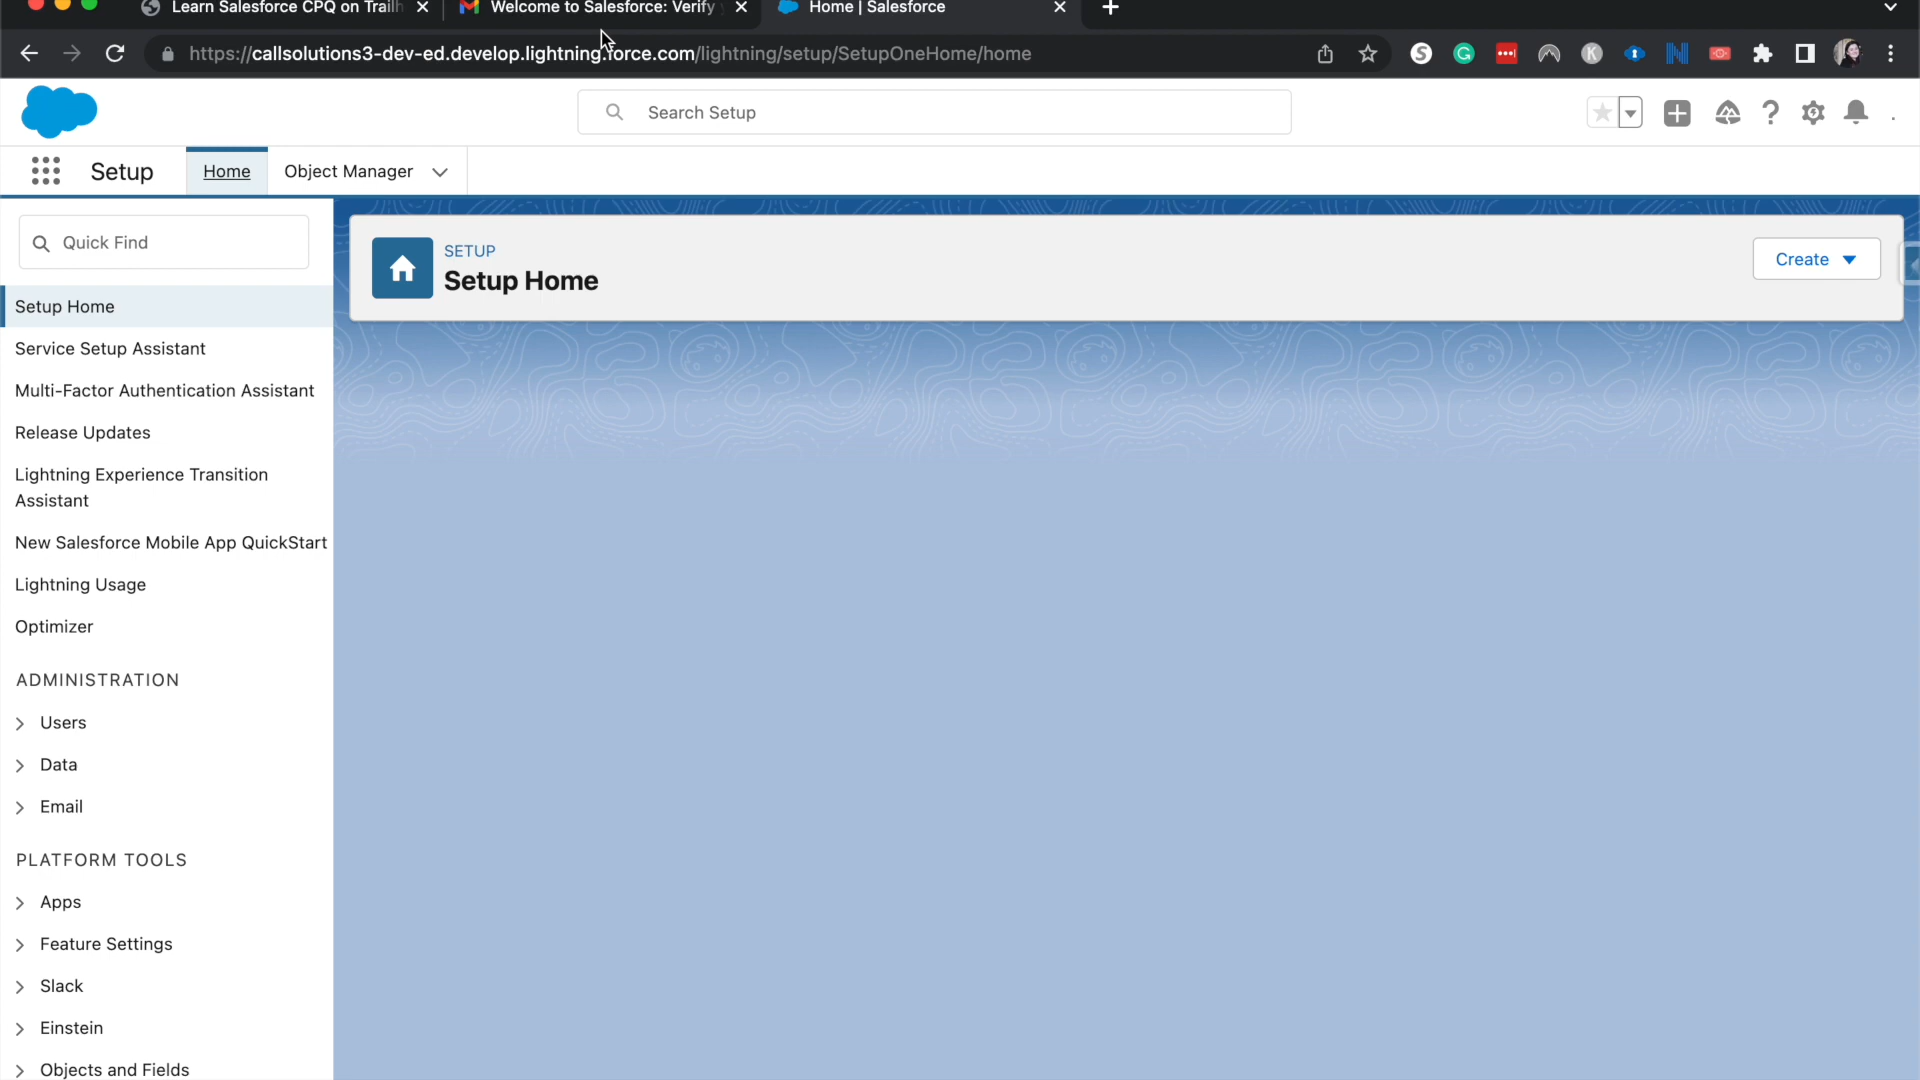 Learn Salesforce CPQ on Trailh
Welcome to Salesforce: Verify
Home | Salesforce
https://callsolutions3-dev-ed.develop.lightning.force.com/lightning/setup/SetupOneHome/home
Search Setup
Setup
Home
Object Manager
Quick Find
SETUP
Setup Home
Create
Setup Home
Service Setup Assistant
Multi-Factor Authentication Assistant
Release Updates
Lightning Experience Transition
Assistant
New Salesforce Mobile App QuickStart
Lightning Usage
Optimizer
ADMINISTRATION
Users
Data
Email
PLATFORM TOOLS
Apps
Feature Settings
Slack
Einstein
Objects and Fields